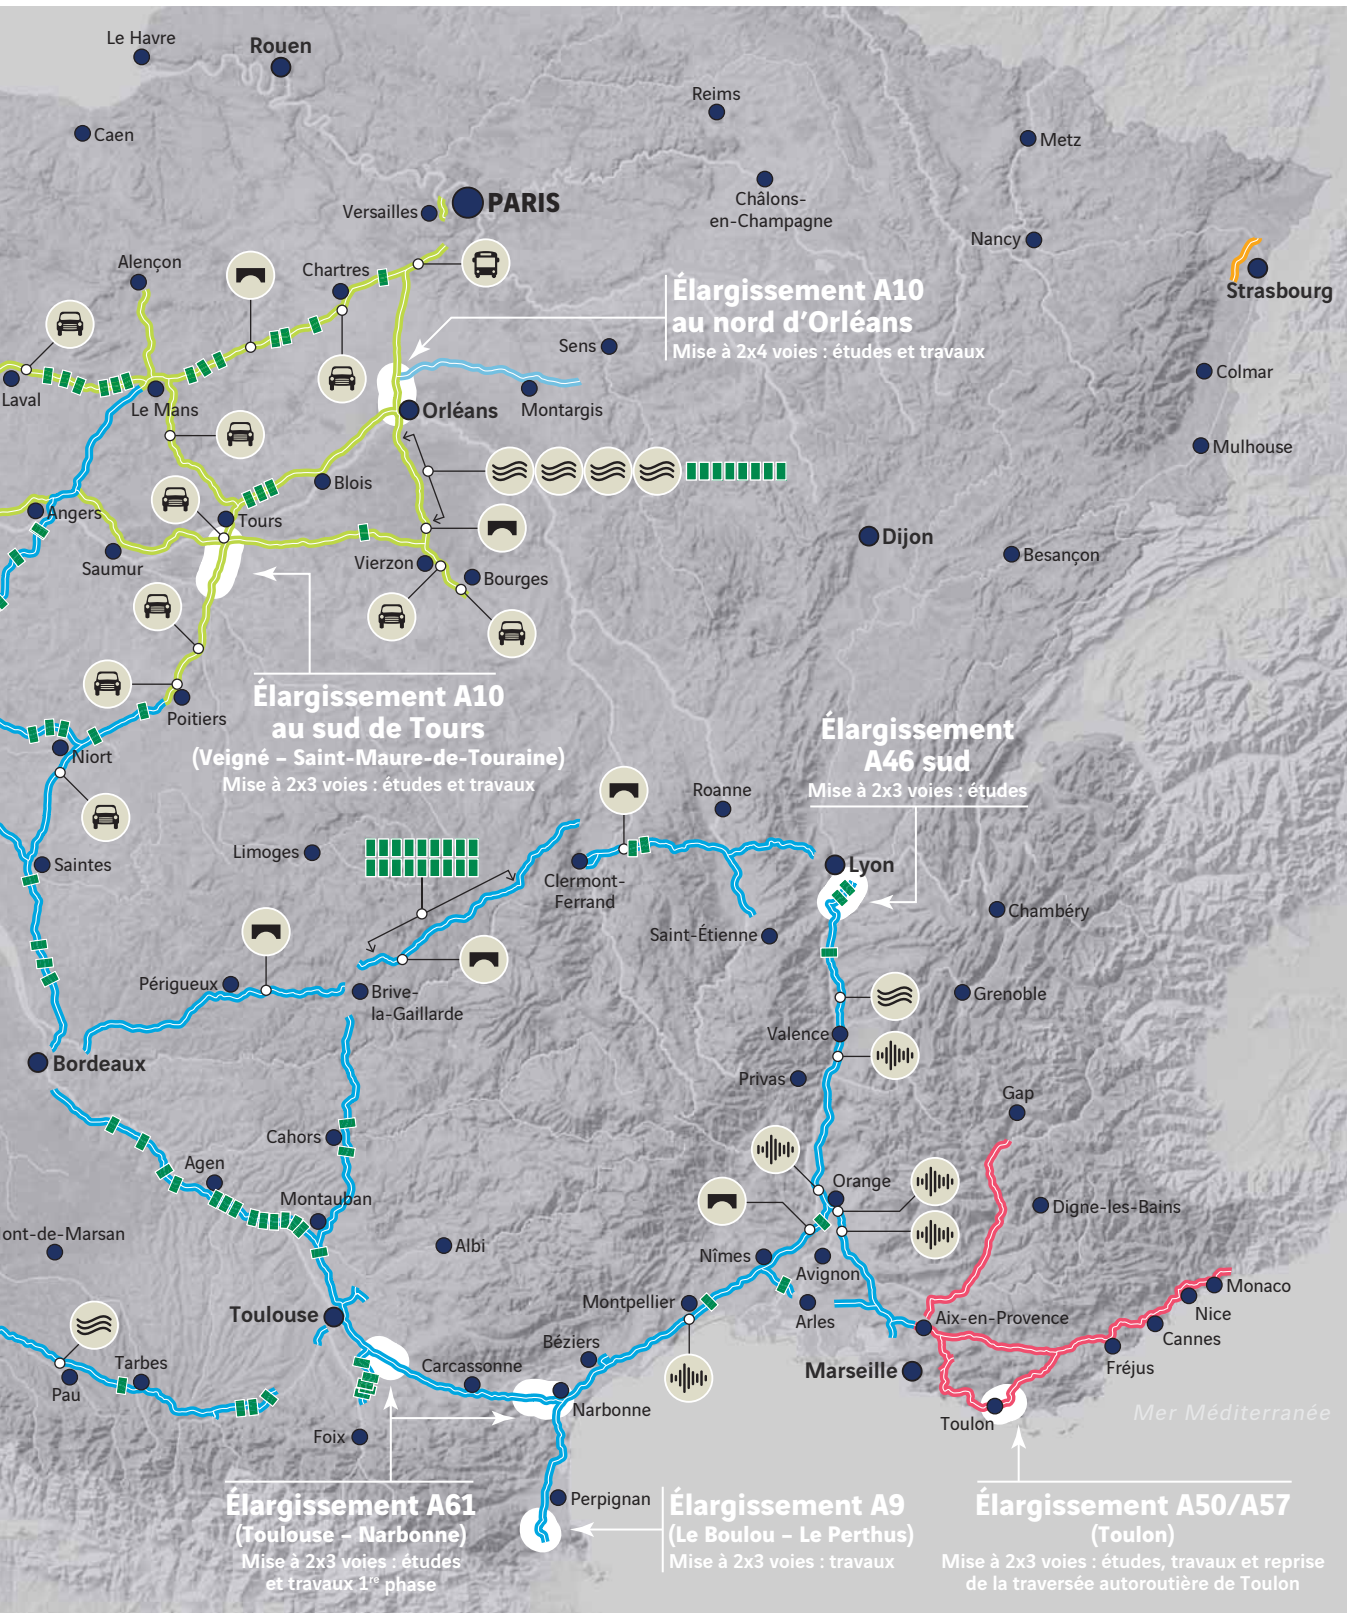 Le Havre
Rouen
Reims
Caen
Metz
Châlons-
en-Champagne
Versailles
PARIS
Nancy
Alençon
Chartres
Strasbourg
Élargissement A10
au nord d'Orléans
Mise à 2x4 voies : études et travaux
Sens
Colmar
Laval
Le Mans
Orléans
Montargis
Mulhouse
Blois
Angers
Tours
Dijon
Besançon
Saumur
Vierzon
Bourges
Élargissement A10
au sud de Tours
(Veigné – Saint-Maure-de-Touraine)
Mise à 2x3 voies : études et travaux
Poitiers
Niort
Élargissement
A46 sud
Mise à 2x3 voies : études
Roanne
Limoges
Saintes
Clermont-
Ferrand
Lyon
Chambéry
Saint-Étienne
Périgueux
Brive-
la-Gaillarde
Grenoble
Valence
Bordeaux
Privas
Gap
Cahors
Agen
Montauban
Orange
Digne-les-Bains
ont-de-Marsan
Albi
Nîmes
Avignon
Monaco
Toulouse
Montpellier
Arles
Aix-en-Provence
Nice
Cannes
Béziers
Fréjus
Tarbes
Carcassonne
Marseille
Pau
Narbonne
Toulon
Mer Méditerranée
Foix
Élargissement A61
(Toulouse – Narbonne)
Mise à 2x3 voies : études
et travaux 1re phase
Perpignan
Élargissement A9
(Le Boulou – Le Perthus)
Mise à 2x3 voies : travaux
Élargissement A50/A57
(Toulon)
Mise à 2x3 voies : études, travaux et reprise
de la traversée autoroutière de Toulon